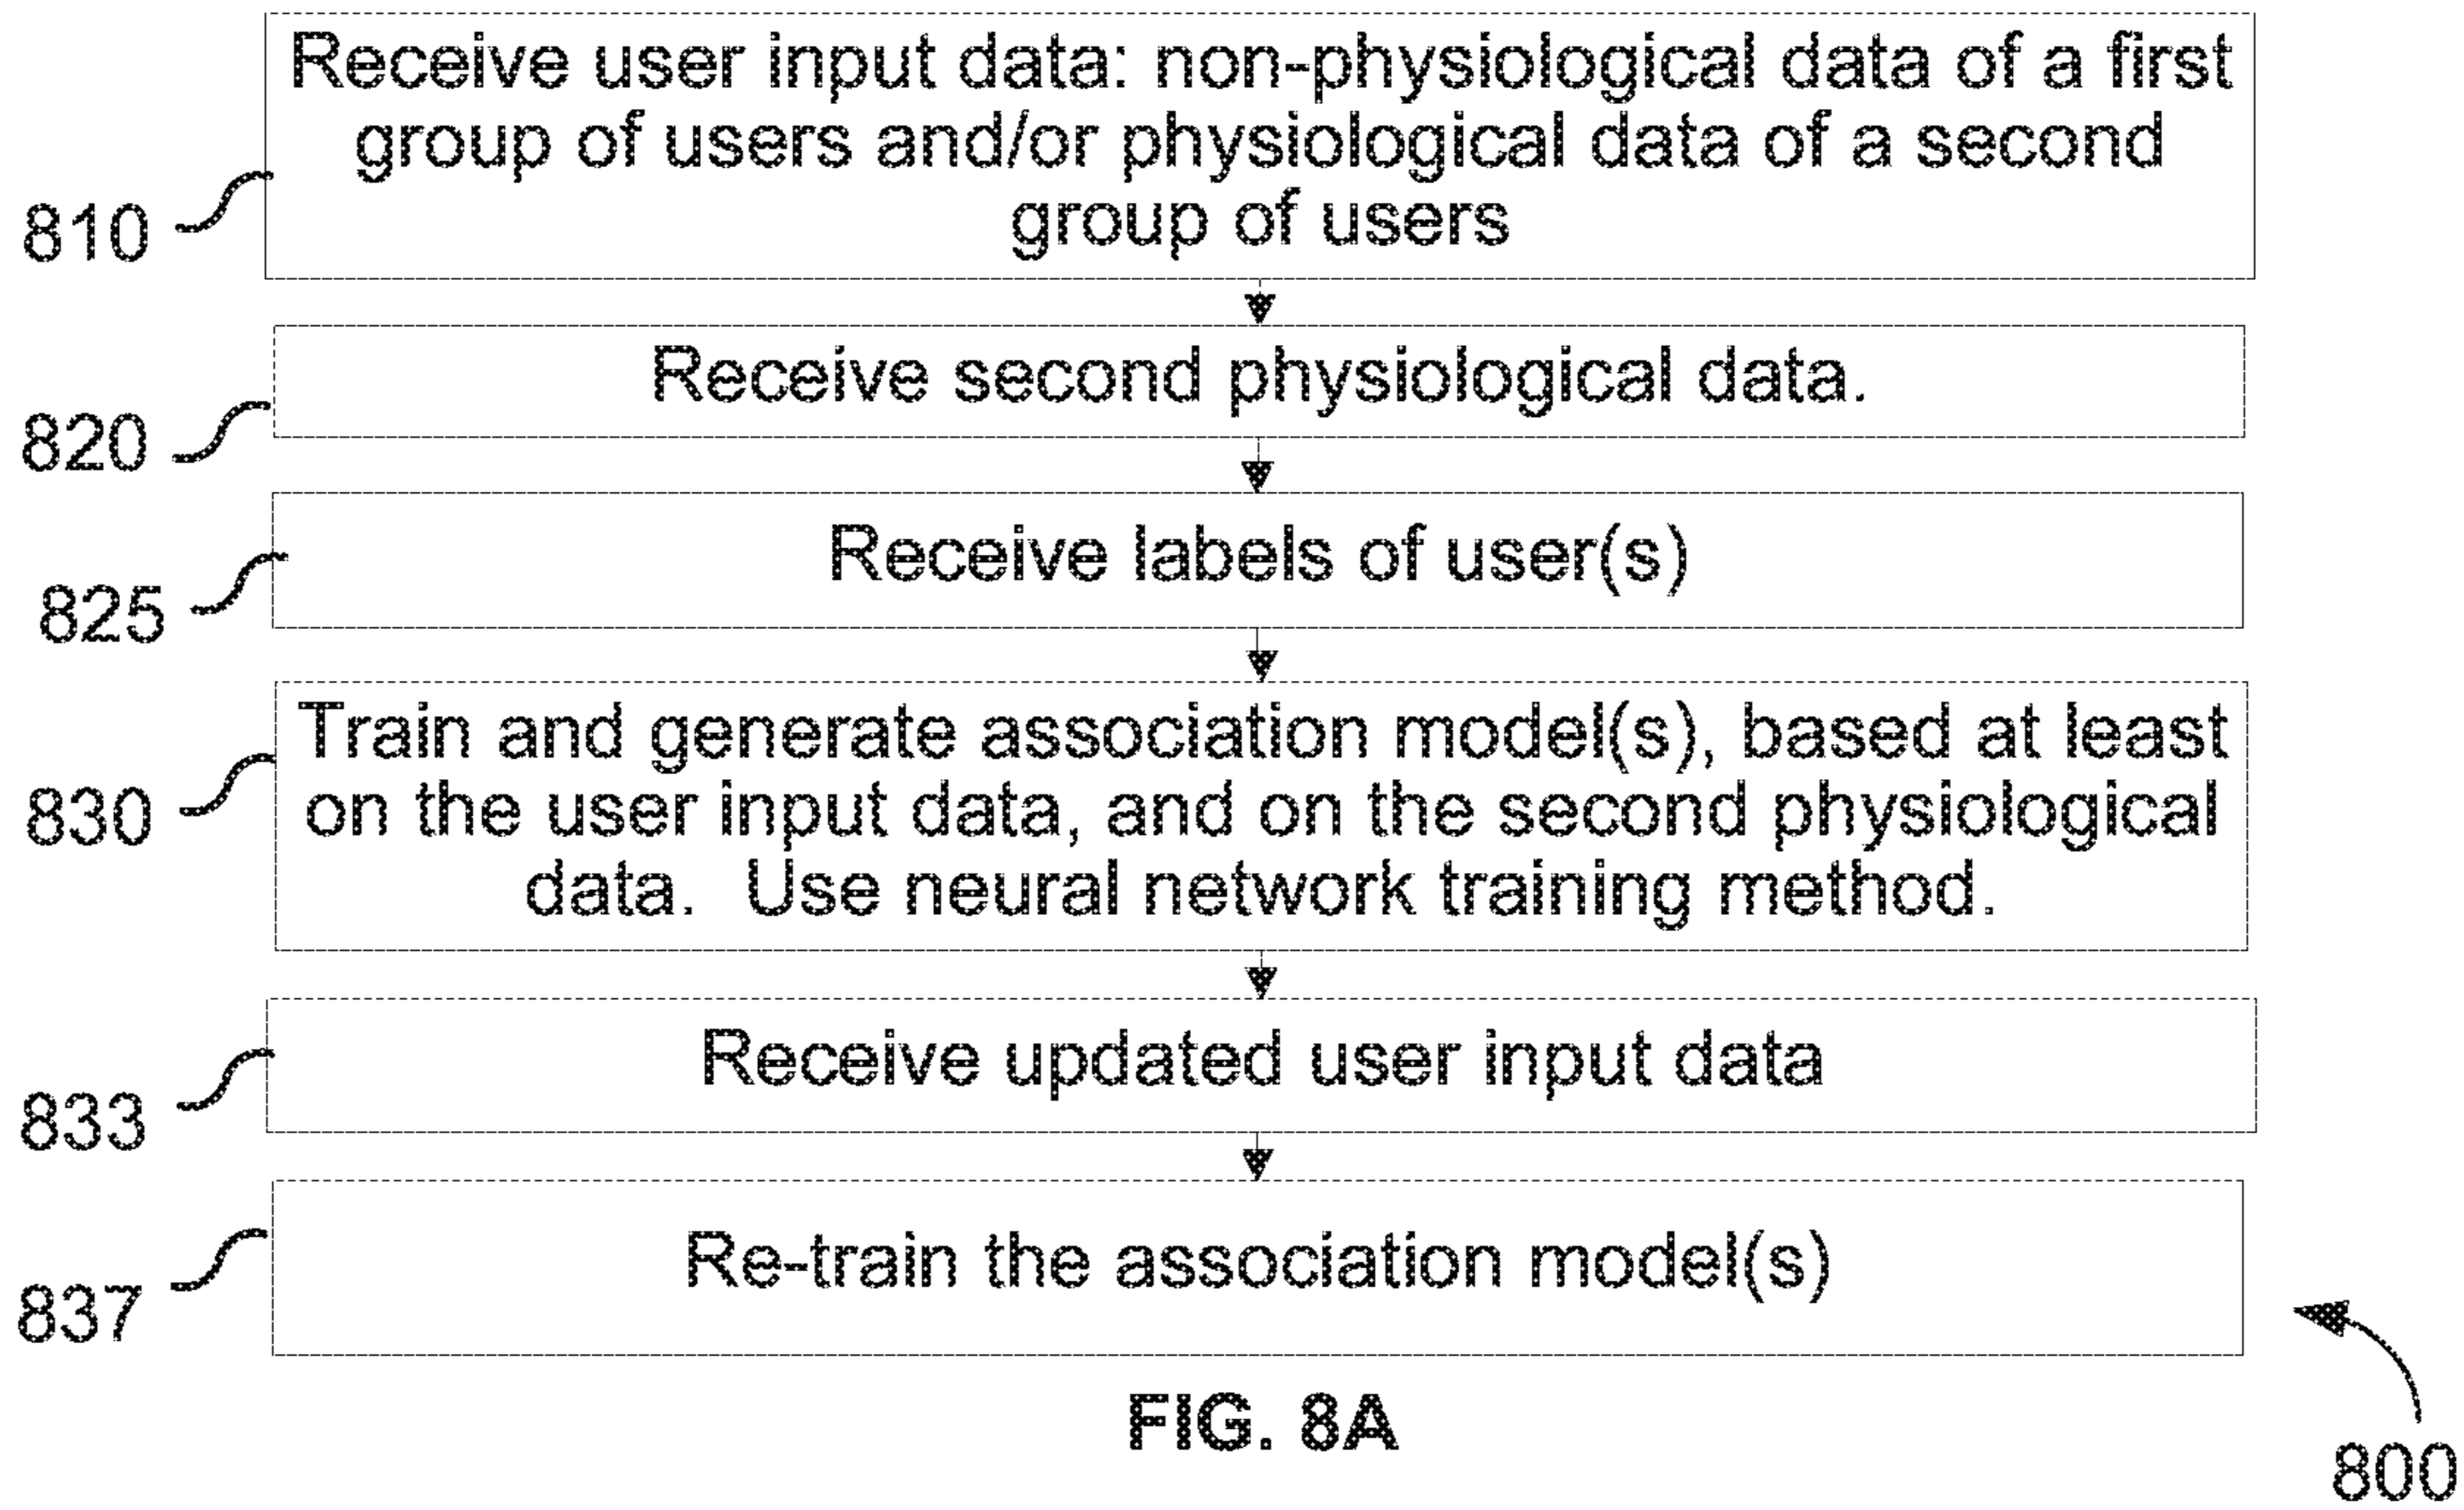 Receive user input data: non-physiological data of a first
group of users and/or physiological data of a second
group of users
810
Receive second physiological data.
820
Receive labels of user(s)
825
Train and generate association model(s), based at least
on the user input data, and on the second physiological
data. Use neural network training method.
830
Receive updated user input data
833
Re-train the association model(s)
837
FIG. 8A
800